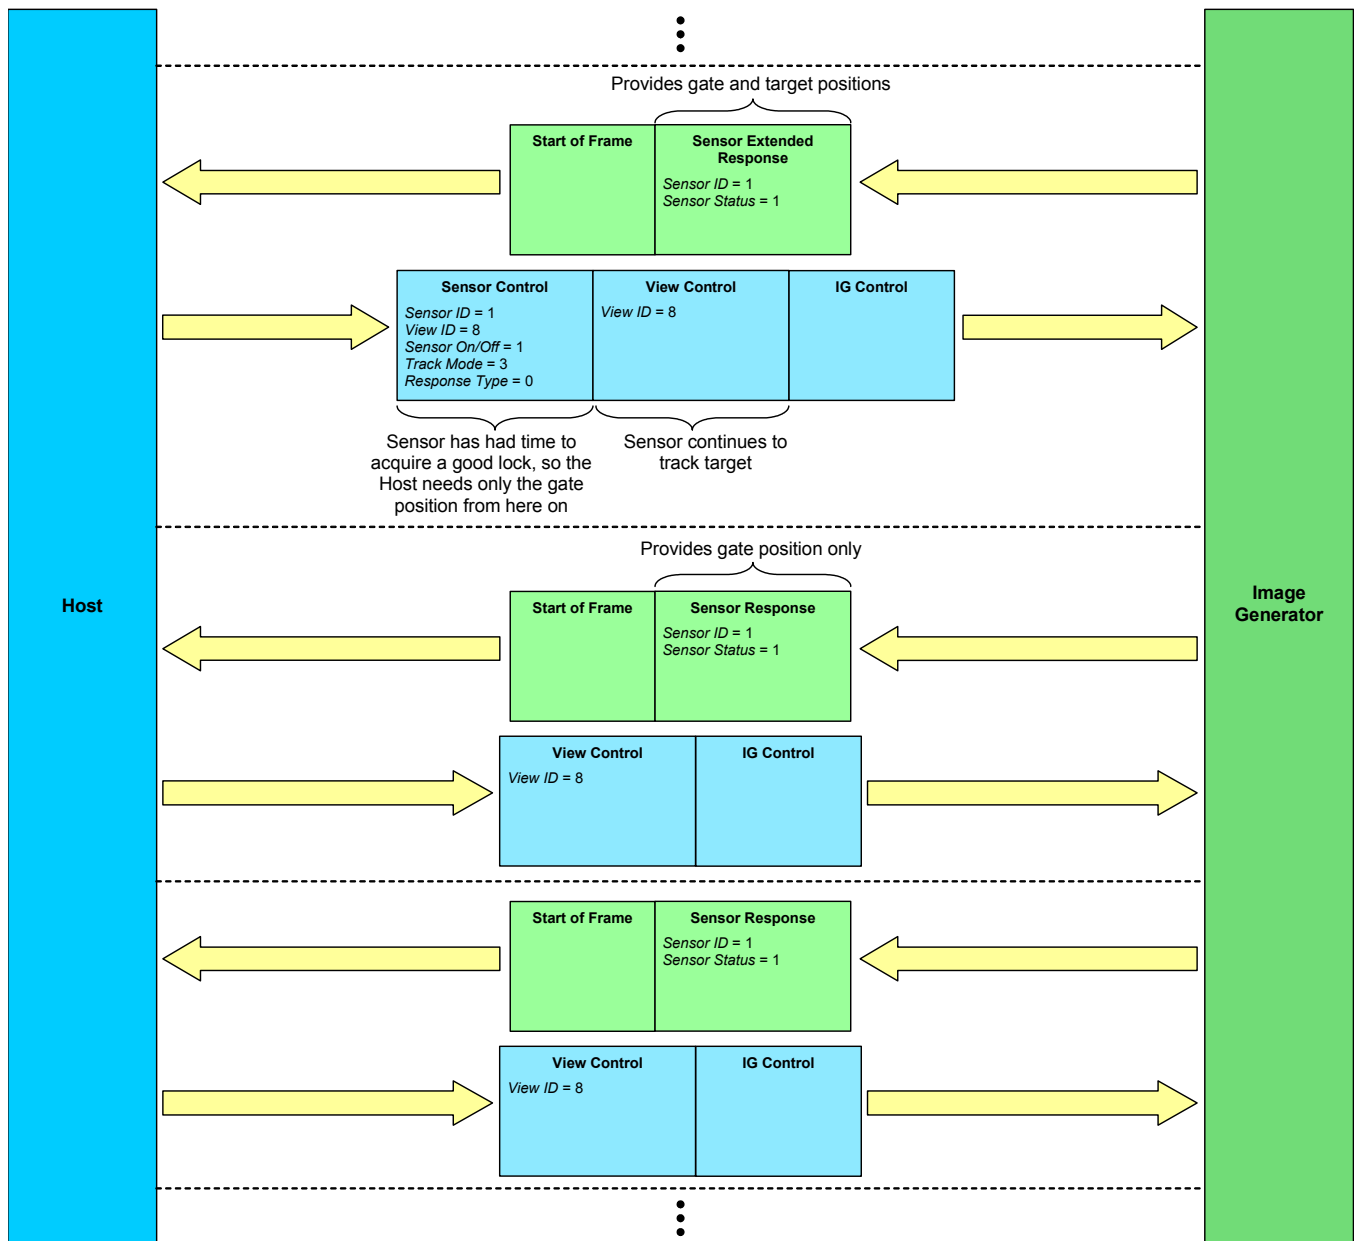 Provides gate and target positions
Start of Frame
Sensor Extended
Response
Sensor ID = 1
Sensor Status = 1
Sensor Control
Sensor ID = 1
View ID = 8
Sensor On/Off = 1
Track Mode = 3
Response Type = 0
View Control
View ID = 8
IG Control
Sensor has had time to
acquire a good lock, so the
Host needs only the gate
position from here on
Sensor continues to
track target
Host
Image
Generator
Provides gate position only
Start of Frame
Sensor Response
Sensor ID = 1
Sensor Status = 1
View Control
View ID = 8
IG Control
Start of Frame
Sensor Response
Sensor ID = 1
Sensor Status = 1
View Control
View ID = 8
IG Control